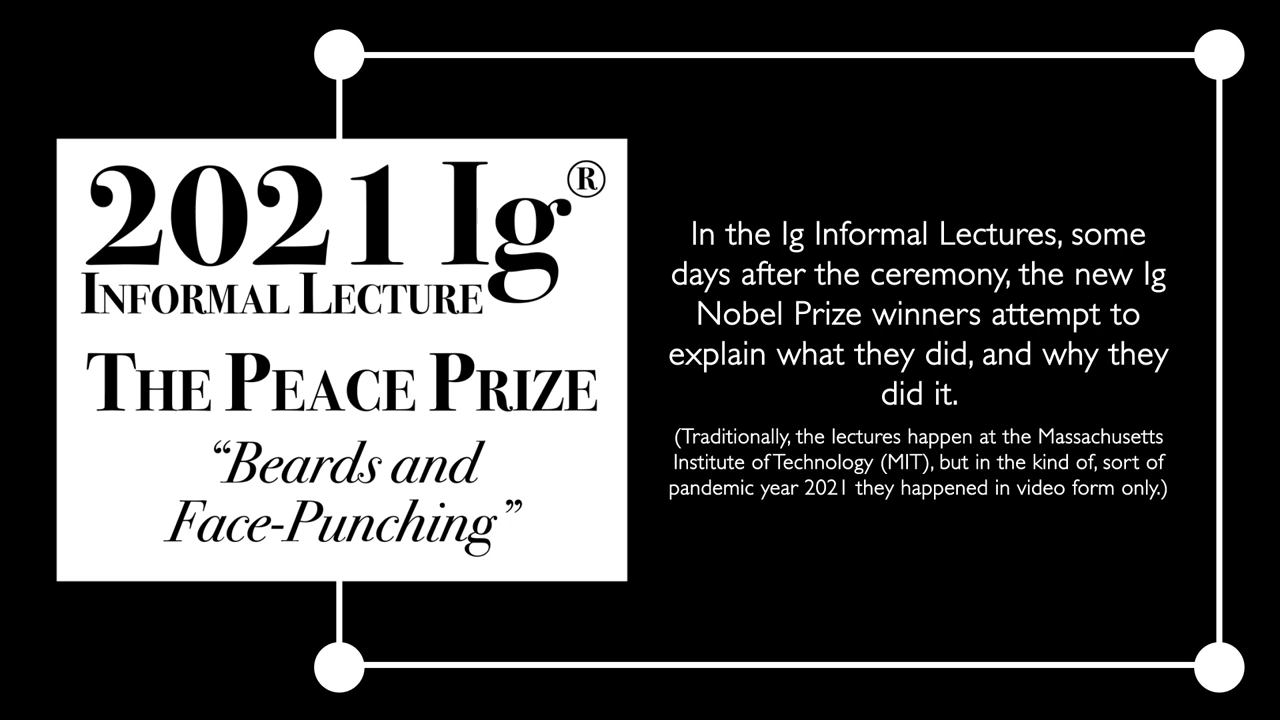 2021 Ig®
INFORMAL LECTURE
THE PEACE PRIZE
“Beards and
Face-Punching”
In the Ig Informal Lectures, some
days after the ceremony, the new Ig
Nobel Prize winners attempt to
explain what they did, and why they
did it.
(Traditionally, the lectures happen at the Massachusetts
Institute of Technology (MIT), but in the kind of, sort of
pandemic year 2021 they happened in video form only.)